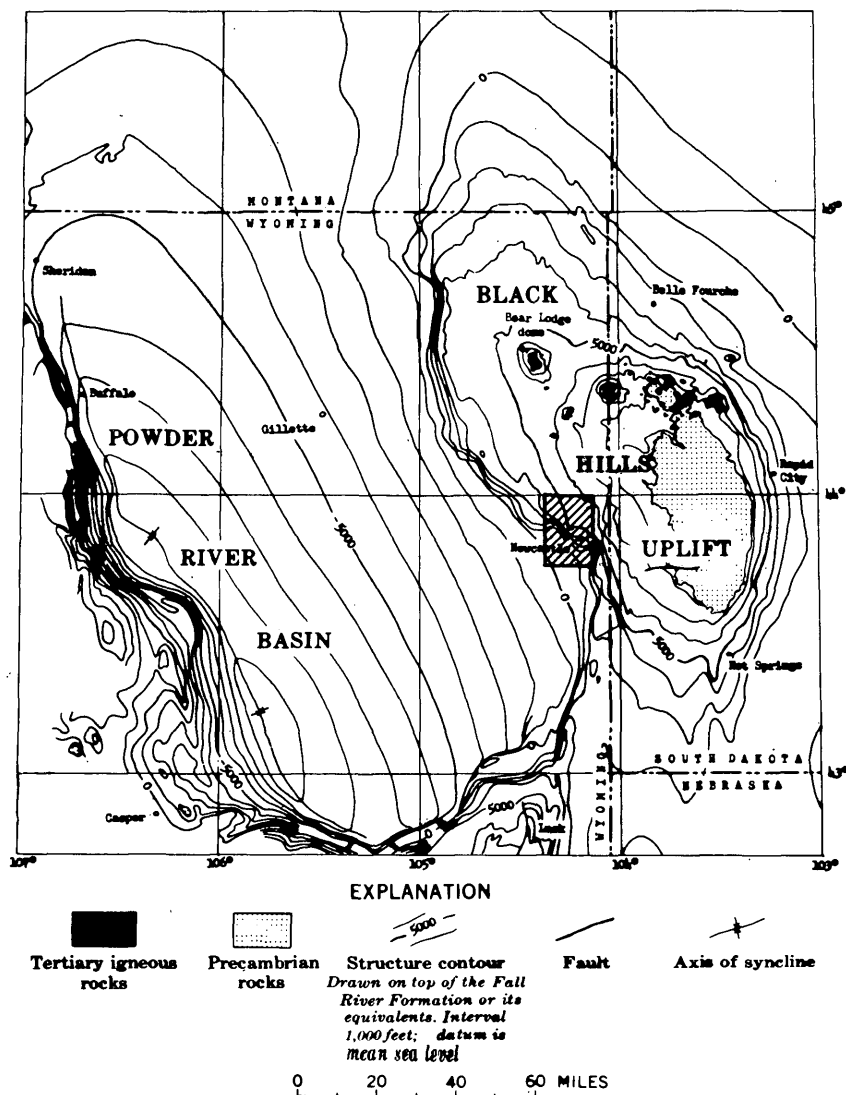 MONTANA
WYOMING
45°
Sheridan
BLACK
Belle Fourche
Bear Lodge
dome
5000
0
Buffalo
POWDER
Gillette
HILLS
Rapid
City
44°
-5000
Newcastle
RIVER
UPLIFT
BASIN
5000
Hot Springs
0
-5000
SOUTH DAKOTA
NEBRASKA
43°
WYOMING
5000
Casper
Lusk
107° 106° 105° 104° 103°
EXPLANATION
5000
Tertiary igneous
rocks
Precambrian
rocks
Structure contour
Drawn on top of the Fall
River Formation or its
equivalents. Interval
1,000 feet; datum is
mean sea level
Fault
Axis of syncline
0 20 40 60 MILES